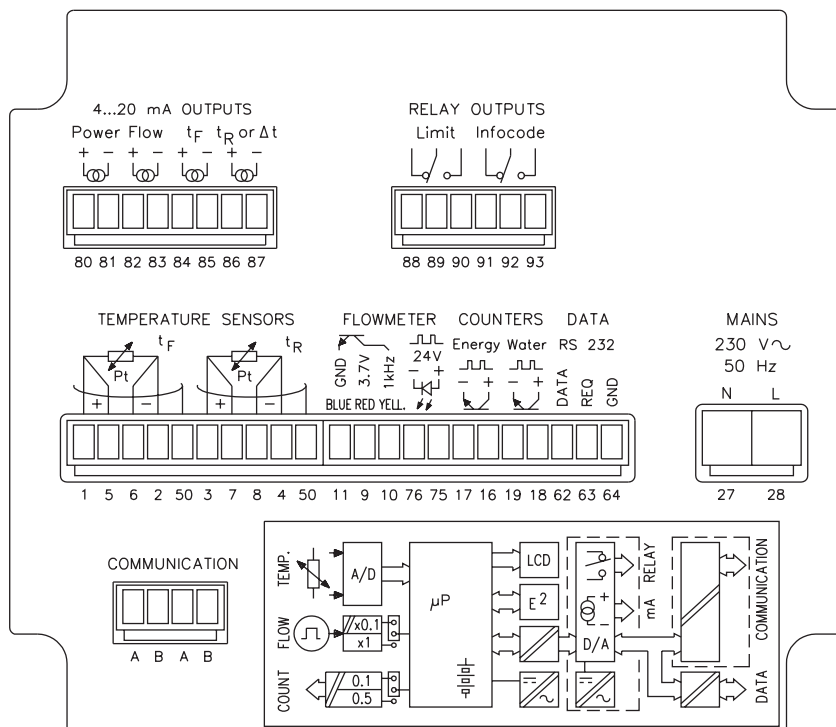 4...20 mA OUTPUTS
Power Flow tF tR or Δt
+ − + − + − + −
80 81 82 83 84 85 86 87
RELAY OUTPUTS
Limit Infocode
88 89 90 91 92 93
TEMPERATURE SENSORS
tF tR
Pt Pt
+ − + −
FLOWMETER
GND
3.7V
1kHz
24V
− +
BLUE RED YELL.
COUNTERS
Energy Water
− + − +
DATA
RS 232
DATA
REQ
GND
1 5 6 2 50 3 7 8 4 50 11 9 10 76 75 17 16 19 18 62 63 64
MAINS
230 V~
50 Hz
N L
27 28
COMMUNICATION
A B A B
TEMP.
A/D
µP
LCD
E2
RELAY
+
−
mA
D/A
COMMUNICATION
FLOW
x0.1
x1
COUNT
0.1
0.5
DATA